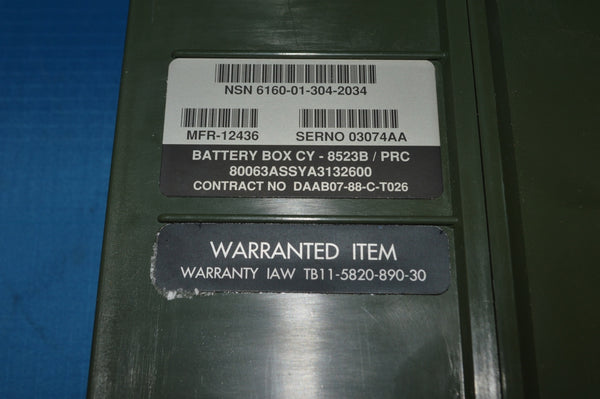 NSN 6160-01-304-2034
MFR-12436 SERNO 03074AA
BATTERY BOX CY - 8523B / PRC
80063ASSYA3132600
CONTRACT NO DAAB07-88-C-T026
WARRANTED ITEM
WARRANTY IAW TB11-5820-890-30